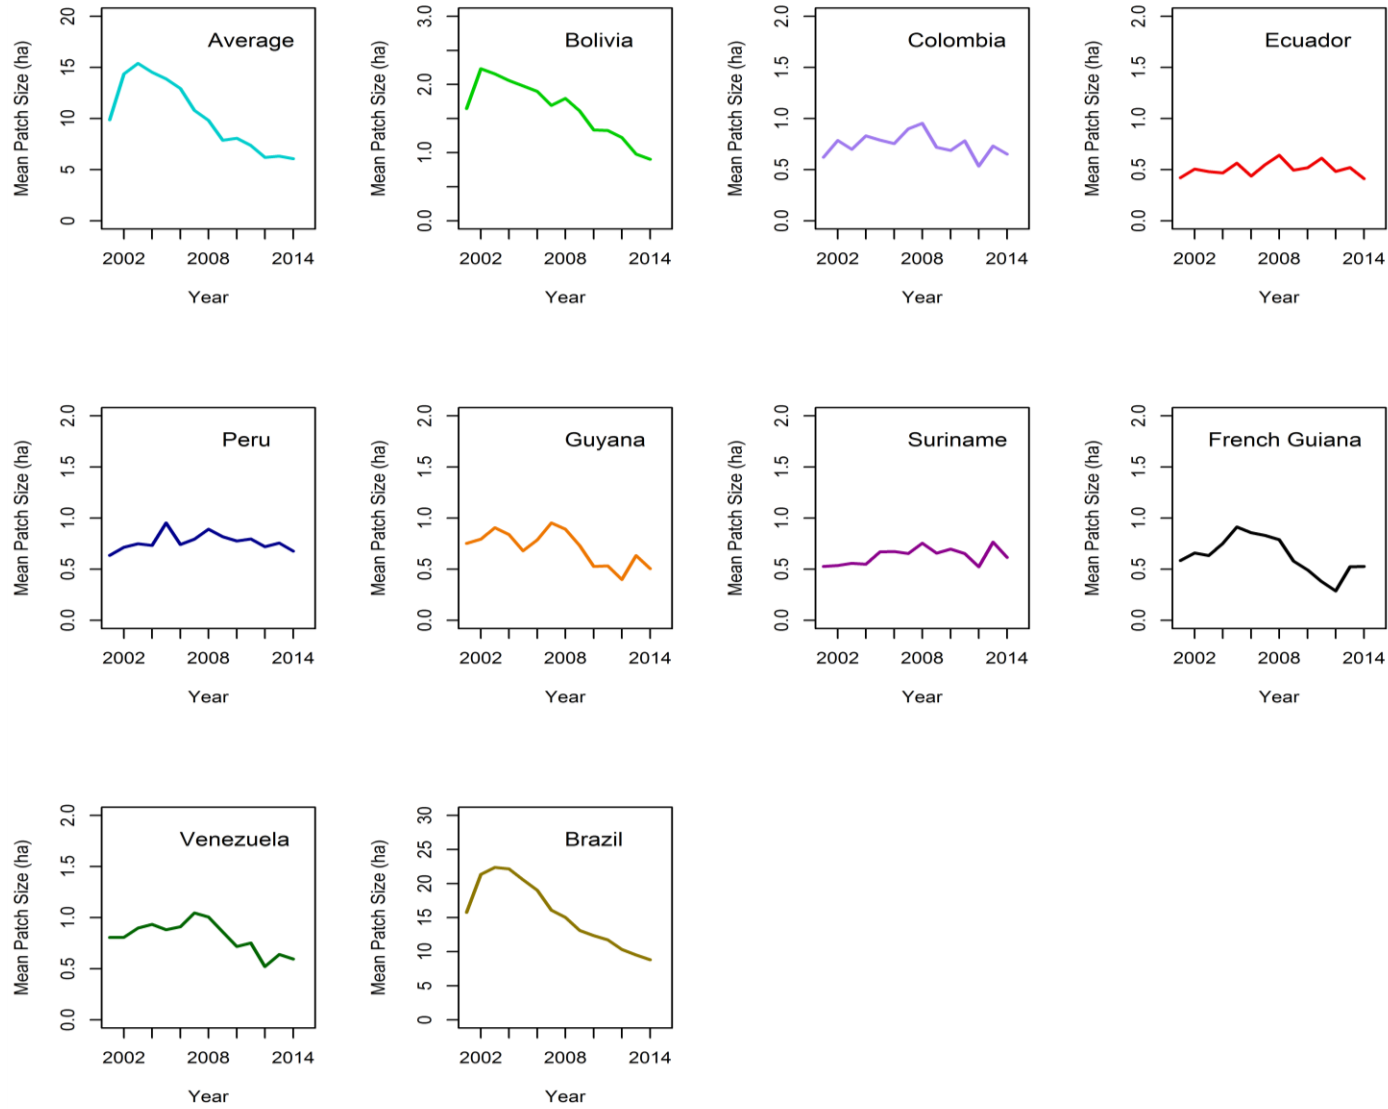 Average
Mean Patch Size (ha)
20
15
10
5
0
2002 2008 2014
Year
Bolivia
Mean Patch Size (ha)
3.0
2.0
1.0
0.0
2002 2008 2014
Year
Colombia
Mean Patch Size (ha)
2.0
1.5
1.0
0.5
0.0
2002 2008 2014
Year
Ecuador
Mean Patch Size (ha)
2.0
1.5
1.0
0.5
0.0
2002 2008 2014
Year
Peru
Mean Patch Size (ha)
2.0
1.5
1.0
0.5
0.0
2002 2008 2014
Year
Guyana
Mean Patch Size (ha)
2.0
1.5
1.0
0.5
0.0
2002 2008 2014
Year
Suriname
Mean Patch Size (ha)
2.0
1.5
1.0
0.5
0.0
2002 2008 2014
Year
French Guiana
Mean Patch Size (ha)
2.0
1.5
1.0
0.5
0.0
2002 2008 2014
Year
Venezuela
Mean Patch Size (ha)
2.0
1.5
1.0
0.5
0.0
2002 2008 2014
Year
Brazil
Mean Patch Size (ha)
30
25
20
15
10
5
0
2002 2008 2014
Year